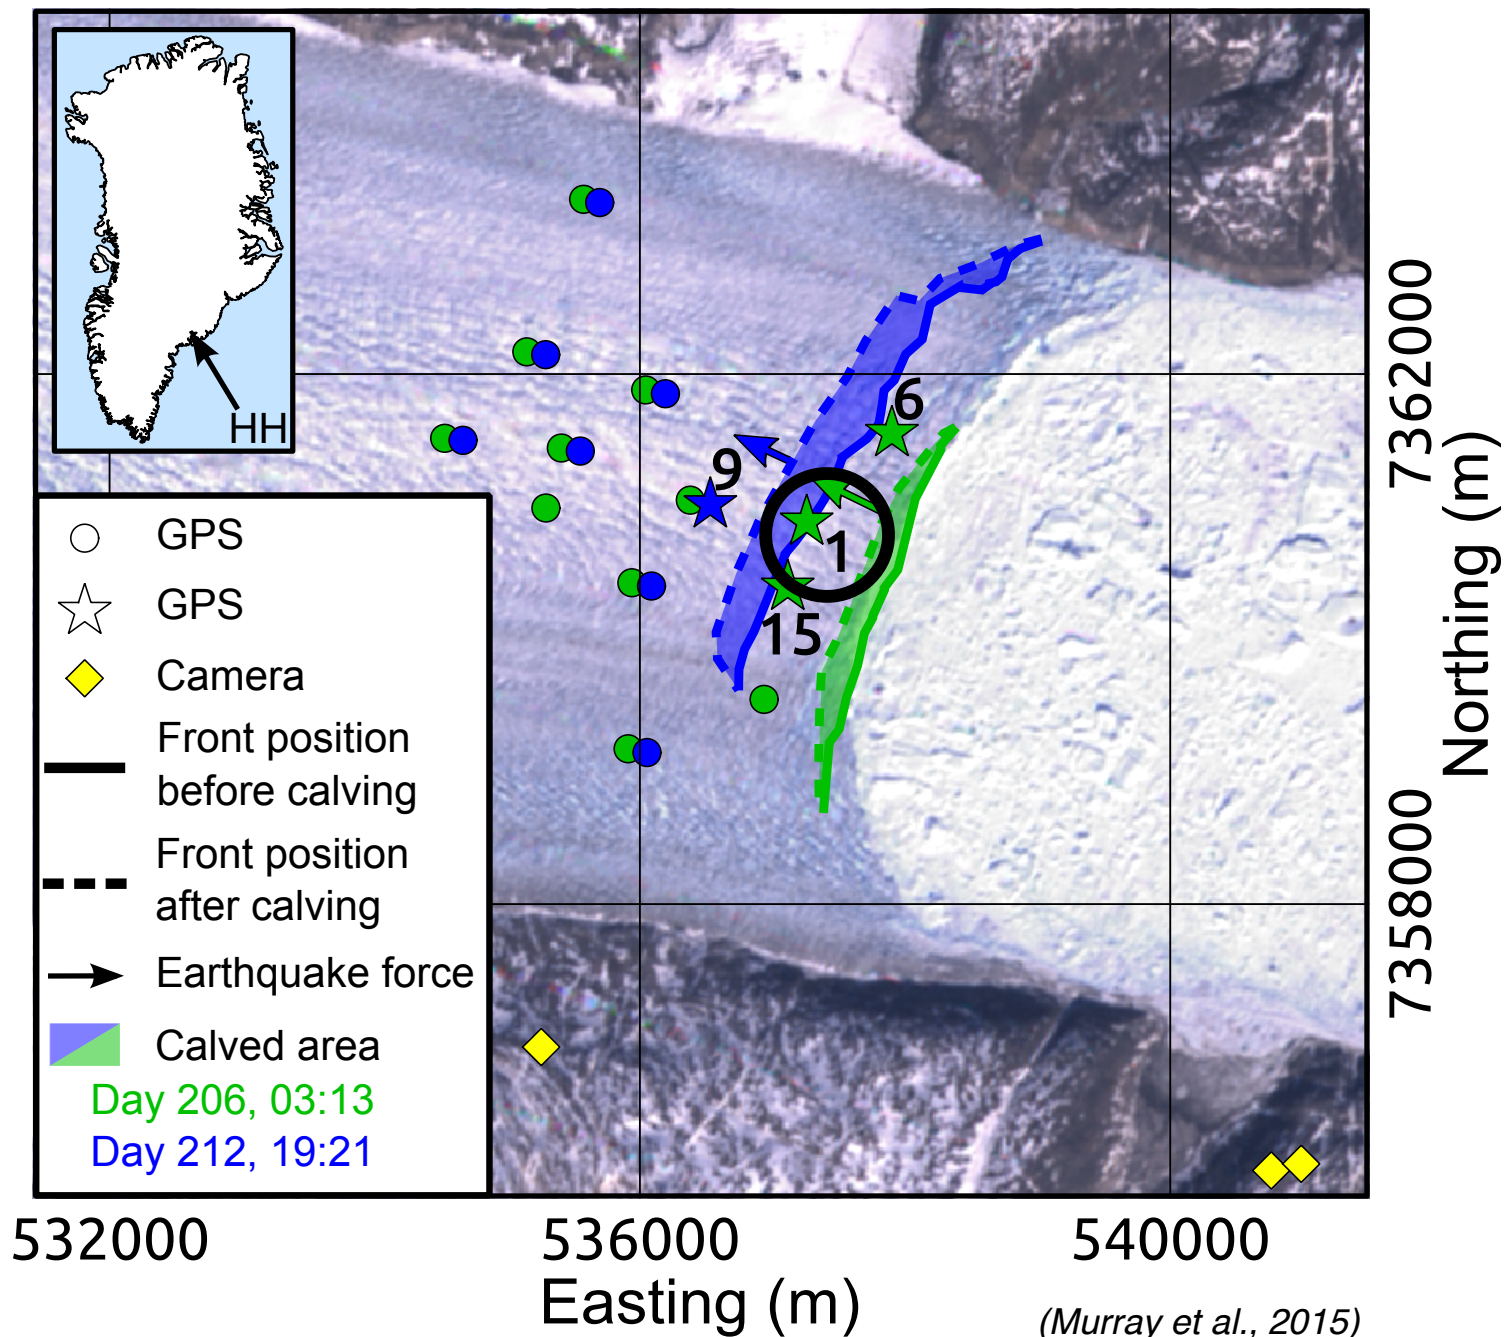 HH
6
9
1
15
GPS
GPS
Camera
Front position
before calving
Front position
after calving
Earthquake force
Calved area
Day 206, 03:13
Day 212, 19:21
7362000
7358000
Northing (m)
532000
536000
540000
Easting (m)
(Murray et al., 2015)